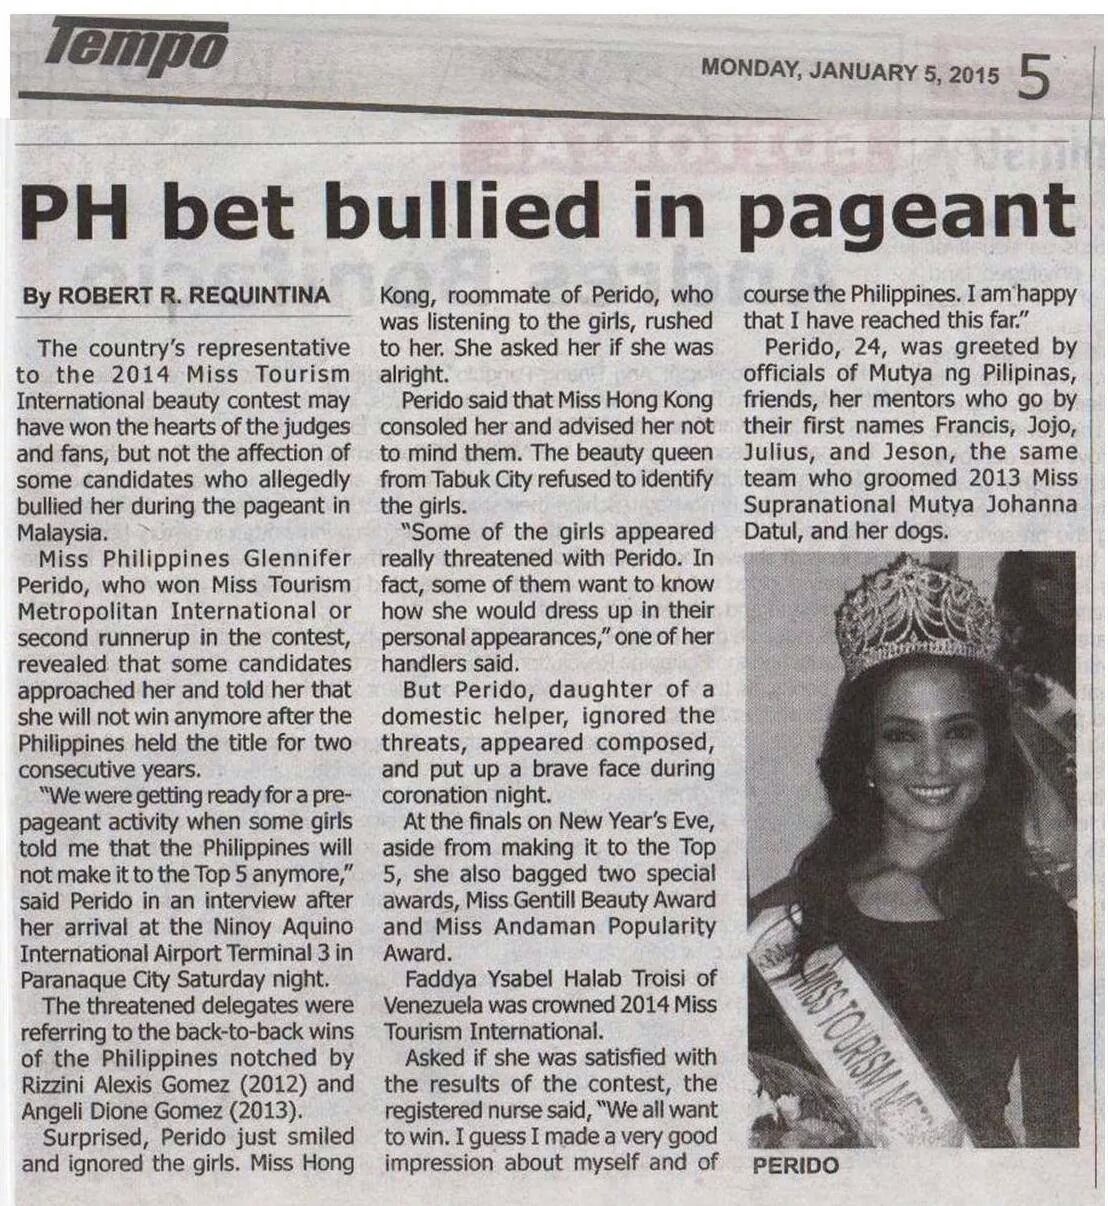 Tempo
MONDAY, JANUARY 5, 2015 5
PH bet bullied in pageant
By ROBERT R. REQUINTINA
The country's representative
to the 2014 Miss Tourism
International beauty contest may
have won the hearts of the judges
and fans, but not the affection of
some candidates who allegedly
bullied her during the pageant in
Malaysia.
Miss Philippines Glennifer
Perido, who won Miss Tourism
Metropolitan International or
second runnerup in the contest,
revealed that some candidates
approached her and told her that
she will not win anymore after the
Philippines held the title for two
consecutive years.
"We were getting ready for a pre-
pageant activity when some girls
told me that the Philippines will
not make it to the Top 5 anymore,"
said Perido in an interview after
her arrival at the Ninoy Aquino
International Airport Terminal 3 in
Paranaque City Saturday night.
The threatened delegates were
referring to the back-to-back wins
of the Philippines notched by
Rizzini Alexis Gomez (2012) and
Angeli Dione Gomez (2013).
Surprised, Perido just smiled
and ignored the girls. Miss Hong
Kong, roommate of Perido, who
was listening to the girls, rushed
to her. She asked her if she was
alright.
Perido said that Miss Hong Kong
consoled her and advised her not
to mind them. The beauty queen
from Tabuk City refused to identify
the girls.
"Some of the girls appeared
really threatened with Perido. In
fact, some of them want to know
how she would dress up in their
personal appearances," one of her
handlers said.
But Perido, daughter of a
domestic helper, ignored the
threats, appeared composed,
and put up a brave face during
coronation night.
At the finals on New Year's Eve,
aside from making it to the Top
5, she also bagged two special
awards, Miss Gentill Beauty Award
and Miss Andaman Popularity
Award.
Faddya Ysabel Halab Troisi of
Venezuela was crowned 2014 Miss
Tourism International.
Asked if she was satisfied with
the results of the contest, the
registered nurse said, "We all want
to win. I guess I made a very good
impression about myself and of
course the Philippines. I am happy
that I have reached this far."
Perido, 24, was greeted by
officials of Mutya ng Pilipinas,
friends, her mentors who go by
their first names Francis, Jojo,
Julius, and Jeson, the same
team who groomed 2013 Miss
Supranational Mutya Johanna
Datul, and her dogs.
MISS TOURISM
PERIDO